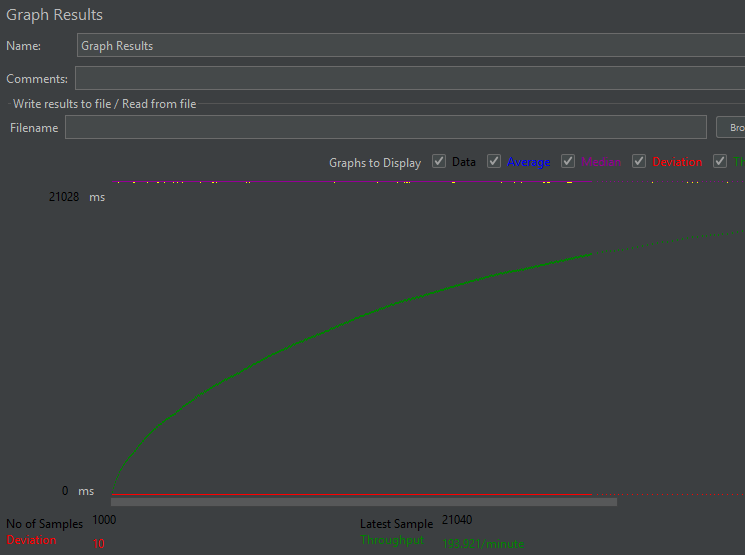 Graph Results
Name: Graph Results
Comments:
Write results to file / Read from file
Filename Bro
Graphs to Display Data Average Median Deviation Th
21028 ms
0 ms
No of Samples 1000 Latest Sample 21040
Deviation 10 Throughput 193,921/minute